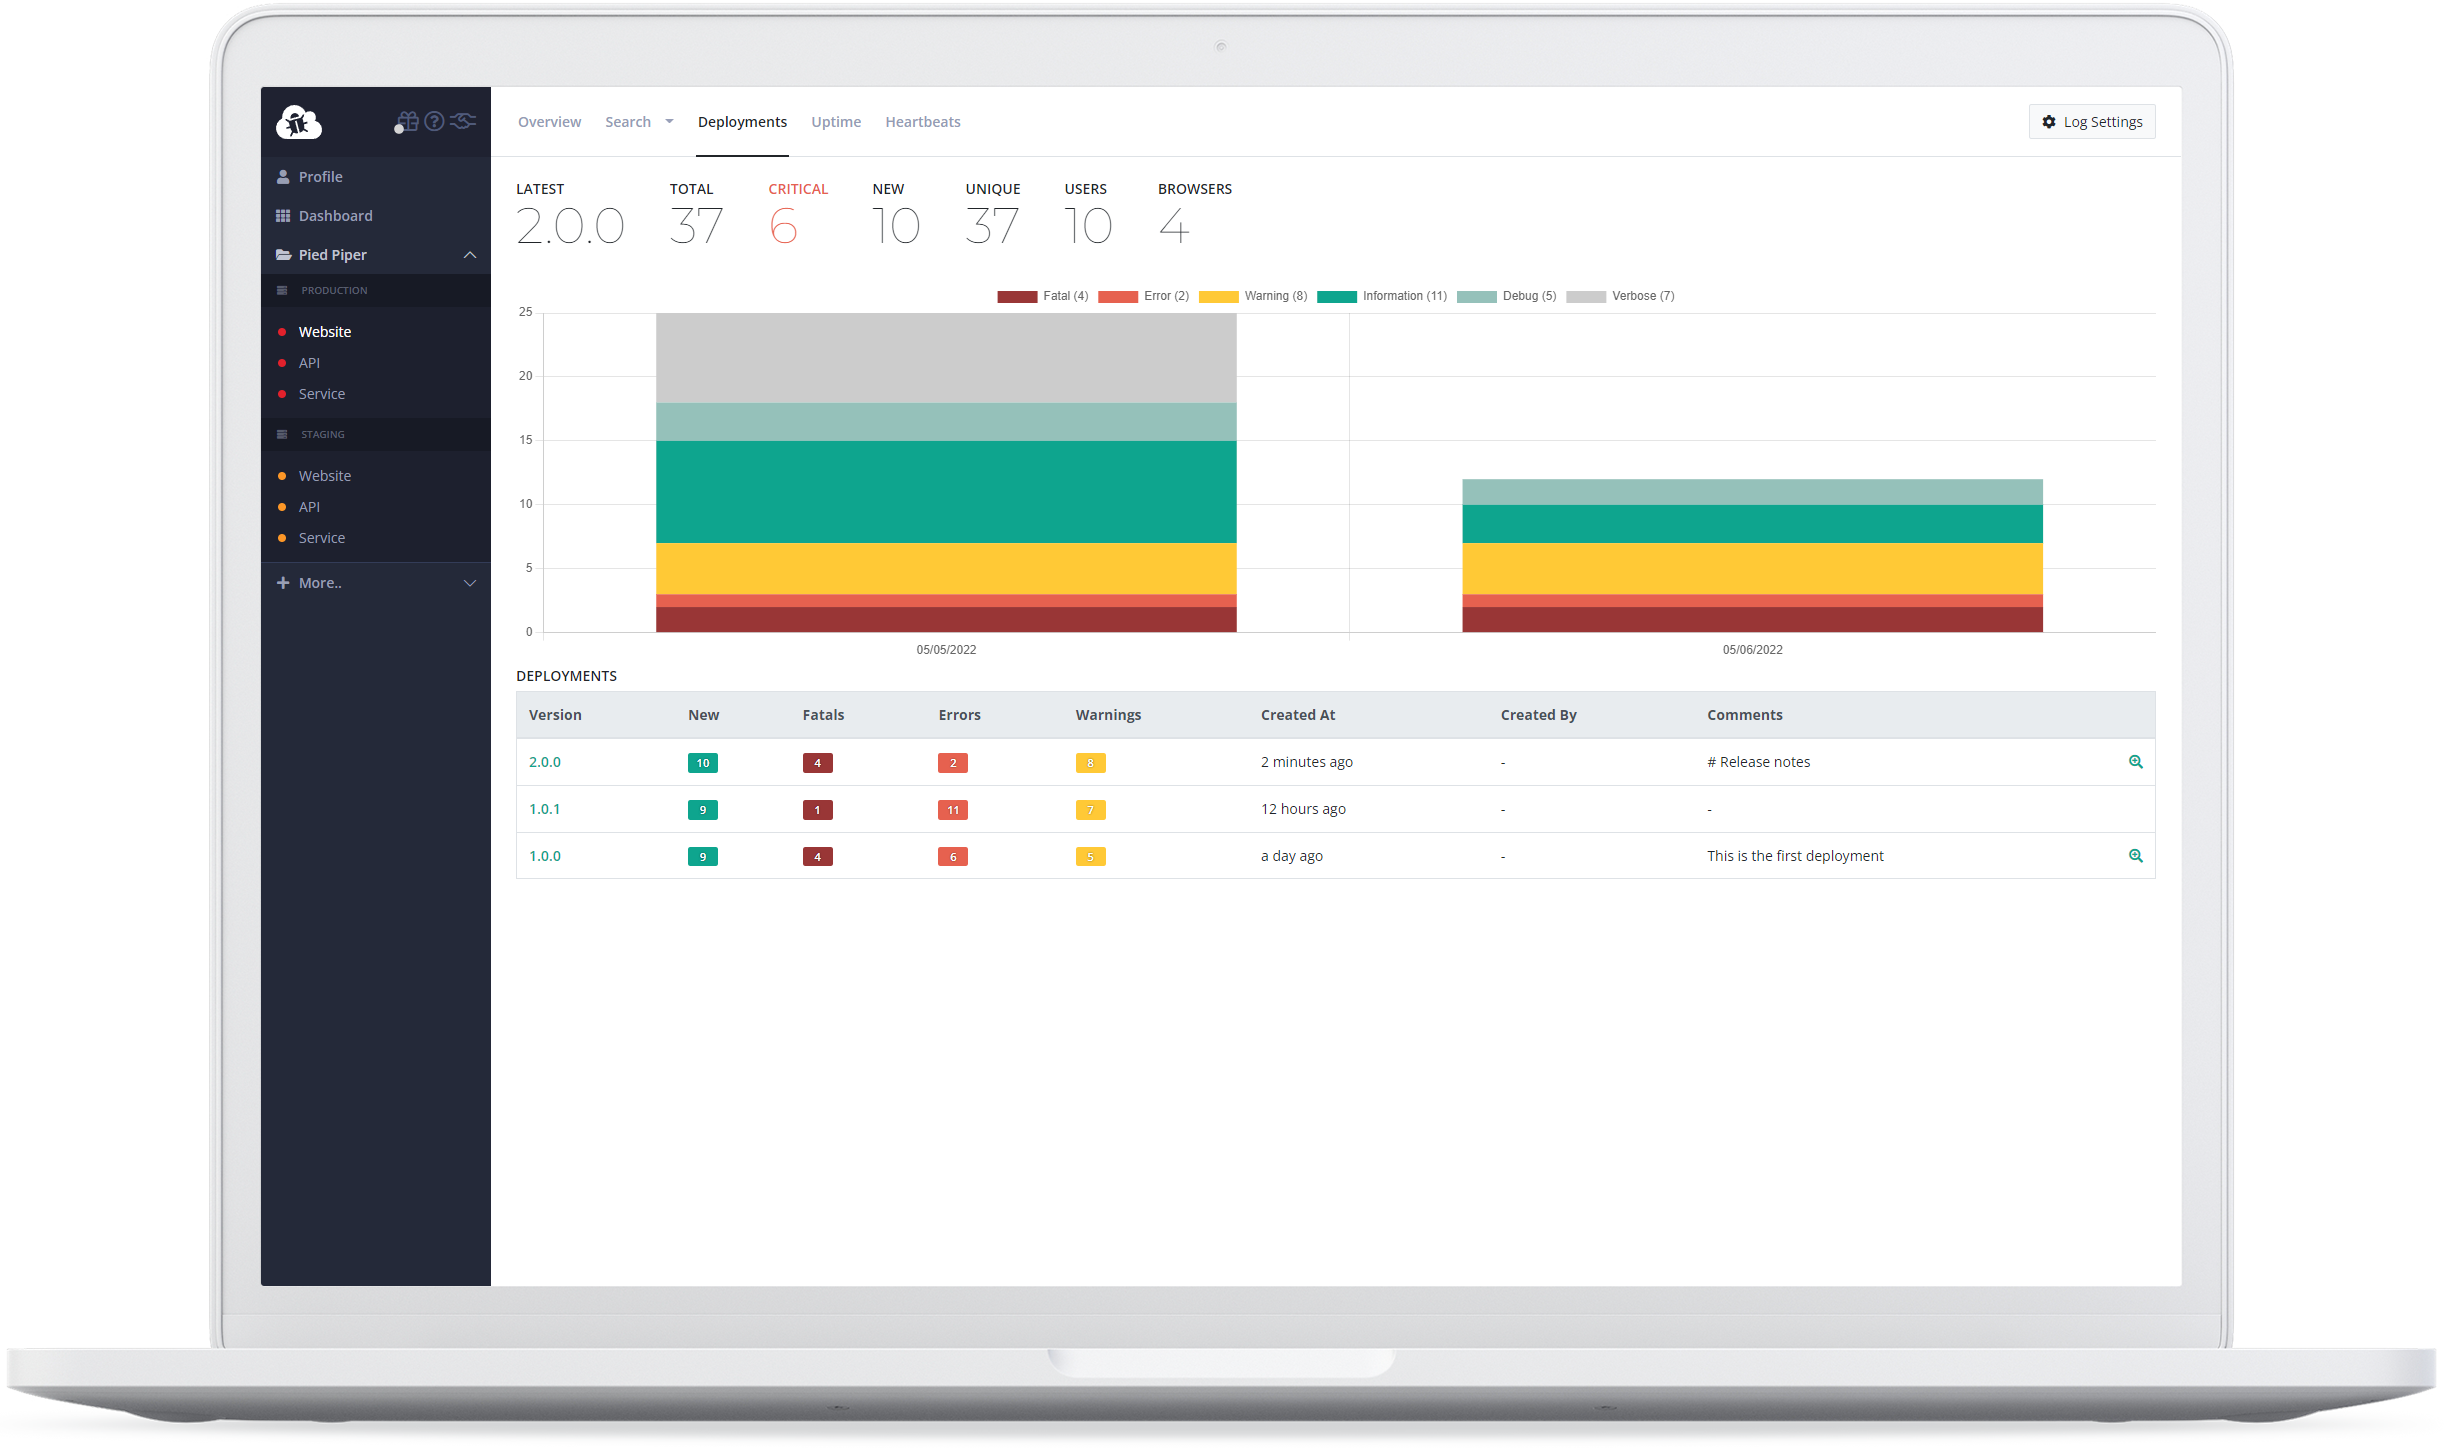 Overview Search Deployments Uptime Heartbeats Log Settings
Profile
Dashboard
Pied Piper
PRODUCTION
Website
API
Service
STAGING
Website
API
Service
More..
LATEST TOTAL CRITICAL NEW UNIQUE USERS BROWSERS
2.0.0 37 6 10 37 10 4
Fatal (4) Error (2) Warning (8) Information (11) Debug (5) Verbose (7)
25
20
15
10
5
0
05/05/2022 05/06/2022
DEPLOYMENTS
Version New Fatals Errors Warnings Created At Created By Comments
2.0.0 10 4 2 8 2 minutes ago - # Release notes
1.0.1 9 1 11 7 12 hours ago - -
1.0.0 9 4 6 5 a day ago - This is the first deployment